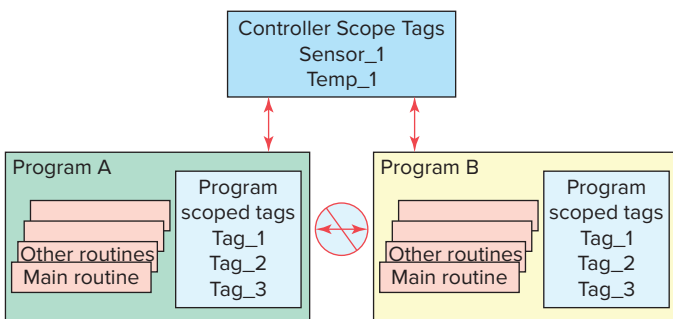 Controller Scope Tags
Sensor_1
Temp_1
Program A
Program
scoped tags
Tag_1
Tag_2
Tag_3
Other routines
Main routine
Program B
Program
scoped tags
Tag_1
Tag_2
Tag_3
Other routines
Main routine